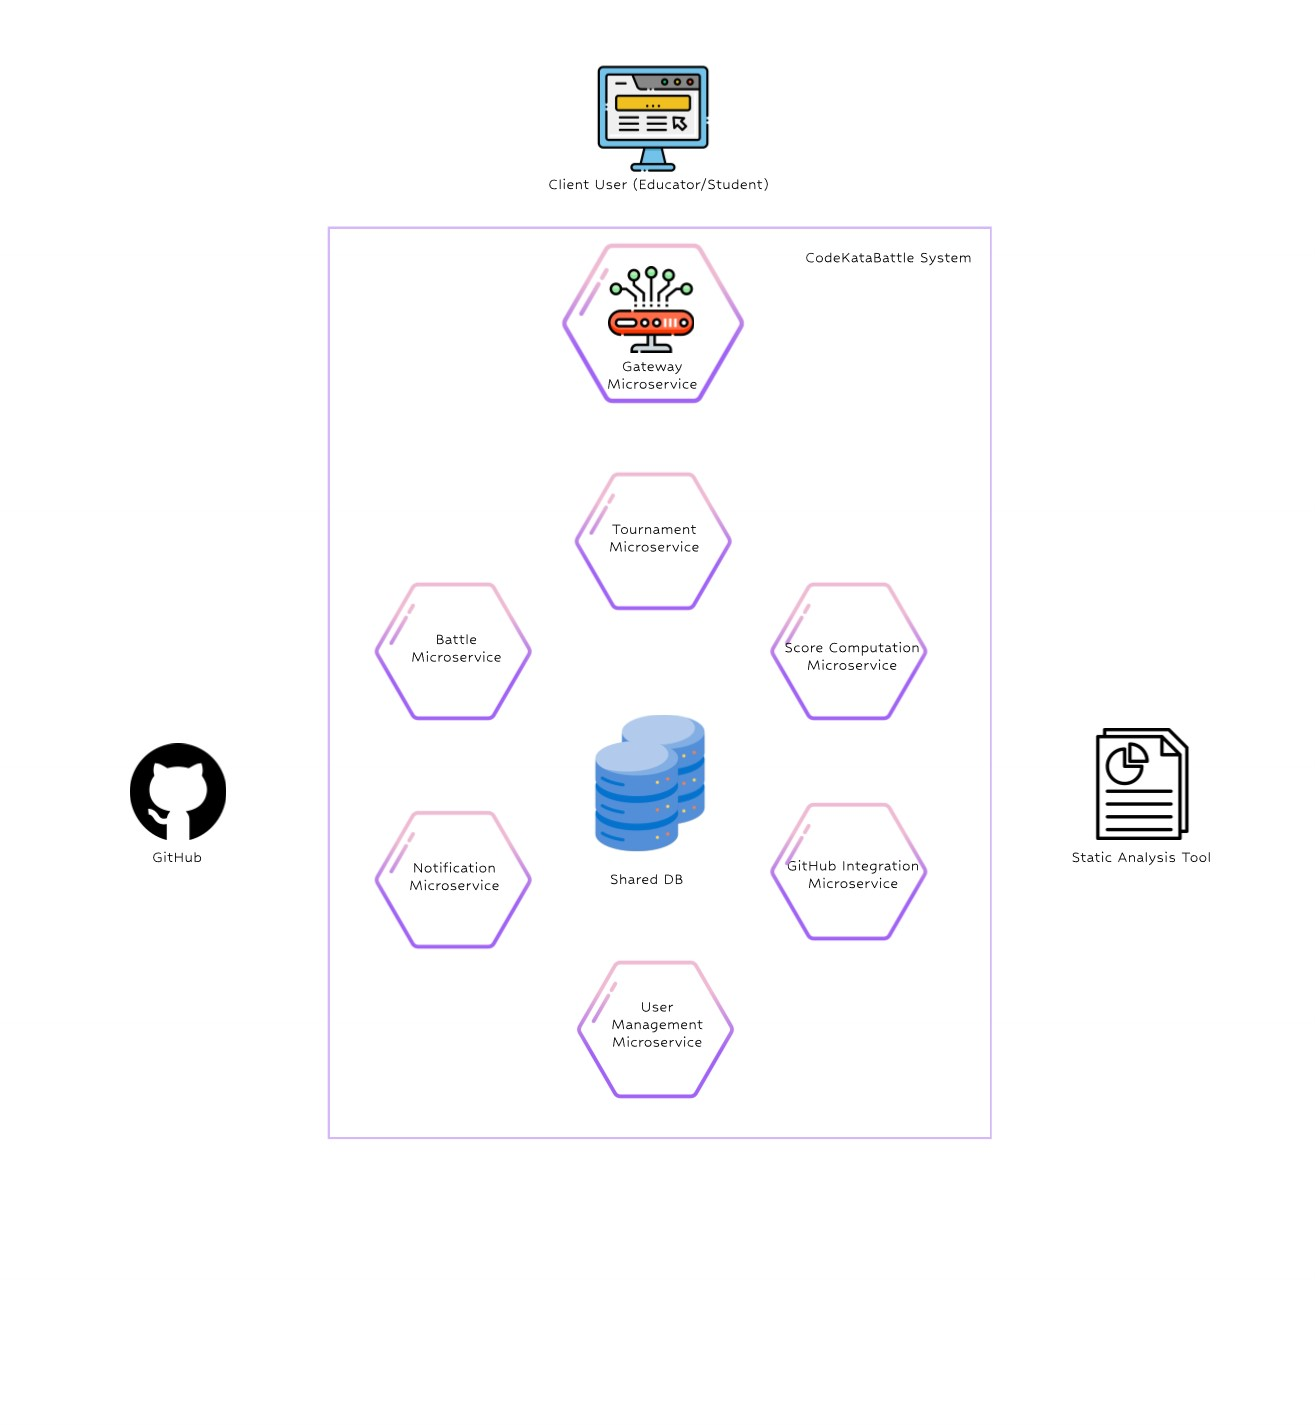 Client User (Educator/Student)
CodeKataBattle System
Gateway
Microservice
Tournament
Microservice
Battle
Microservice
Score Computation
Microservice
GitHub
Static Analysis Tool
Notification
Microservice
Shared DB
GitHub Integration
Microservice
User
Management
Microservice